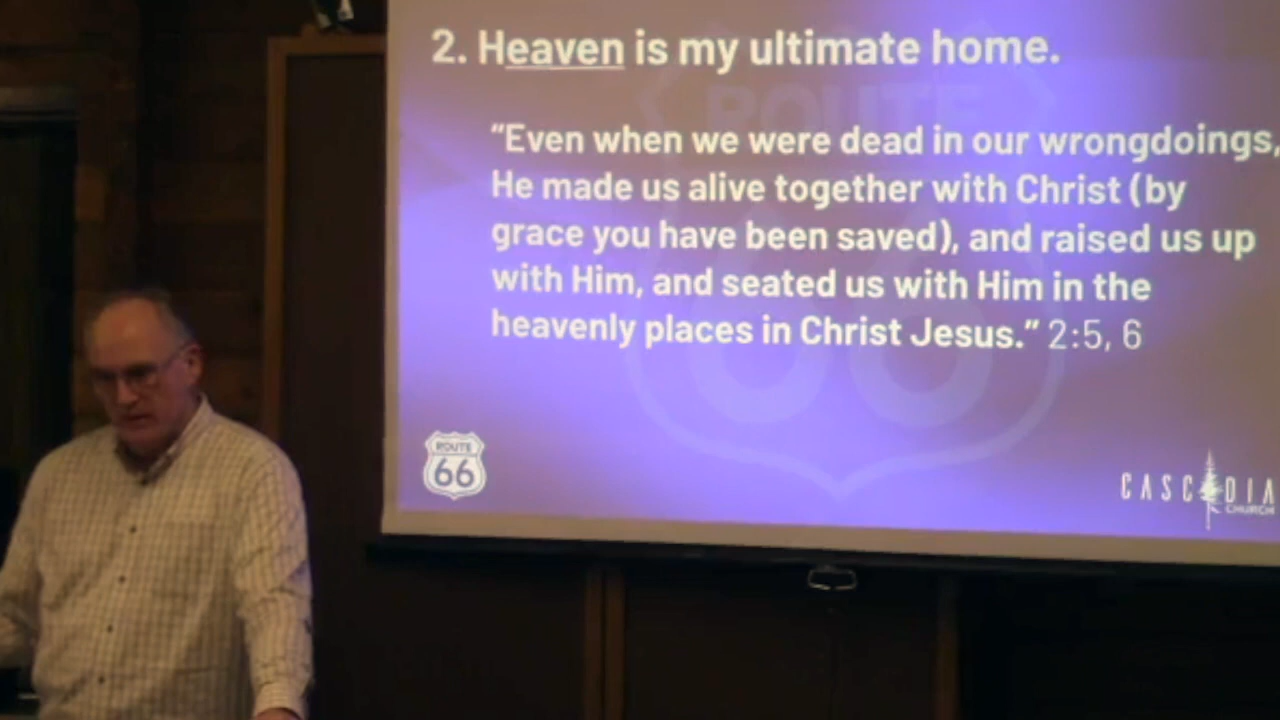 2. Heaven is my ultimate home.
“Even when we were dead in our wrongdoings,
He made us alive together with Christ (by
grace you have been saved), and raised us up
with Him, and seated us with Him in the
heavenly places in Christ Jesus.” 2:5, 6
ROUTE
66
ROUTE
66
CASCADIA
CHURCH